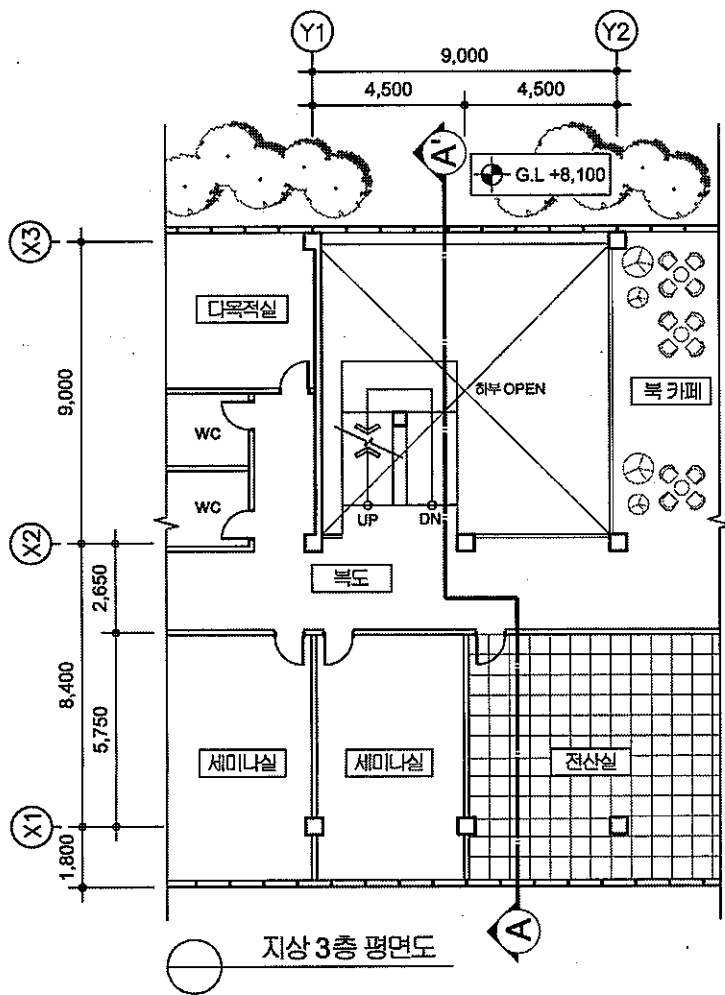 Y1
Y2
9,000
4,500
4,500
A'
G.L +8,100
X3
다목적실
하부 OPEN
북 카페
9,000
WC
WC
UP
DN
X2
복도
2,650
8,400
5,750
세미나실
세미나실
전산실
X1
1,800
A
지상 3층 평면도